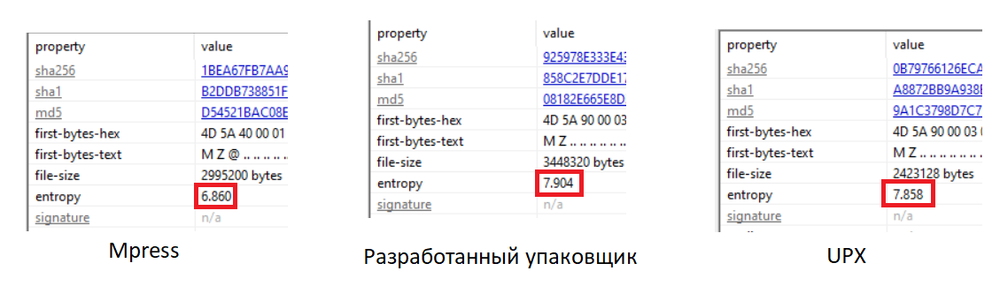 property value
sha256 1BEA67FB7AA9
sha1 B2DDB738851F
md5 D54521BAC08E
first-bytes-hex 4D 5A 40 00 01
first-bytes-text M Z @ .. .. .. ..
file-size 2995200 bytes
entropy 6.860
signature n/a
Mpress
property value
sha256 925978E333E43
sha1 858C2E7DDE17
md5 08182E665E8D
first-bytes-hex 4D 5A 90 00 03
first-bytes-text M Z .. .. .. .. ..
file-size 3448320 bytes
entropy 7.904
signature n/a
Разработанный упаковщик
property value
sha256 0B79766126ECA
sha1 A8872BB9A938
md5 9A1C3798D7C7
first-bytes-hex 4D 5A 90 00 03
first-bytes-text M Z .. .. .. .. ..
file-size 2423128 bytes
entropy 7.858
signature n/a
UPX